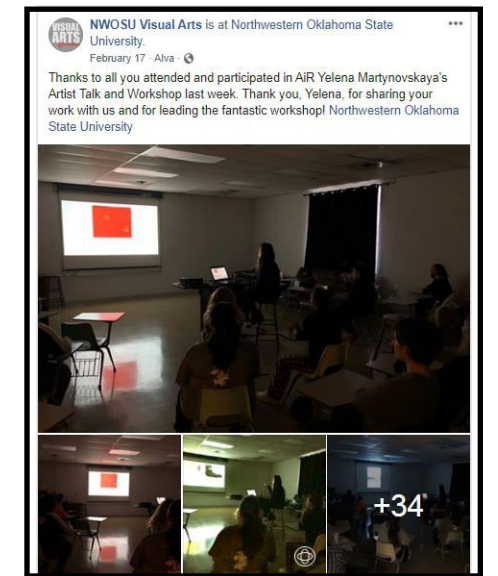 VISUAL
ARTS
NWOSU Visual Arts is at Northwestern Oklahoma State
University.
February 17 · Alva ·
Thanks to all you attended and participated in AiR Yelena Martynovskaya's
Artist Talk and Workshop last week. Thank you, Yelena, for sharing your
work with us and for leading the fantastic workshop! Northwestern Oklahoma
State University
+34